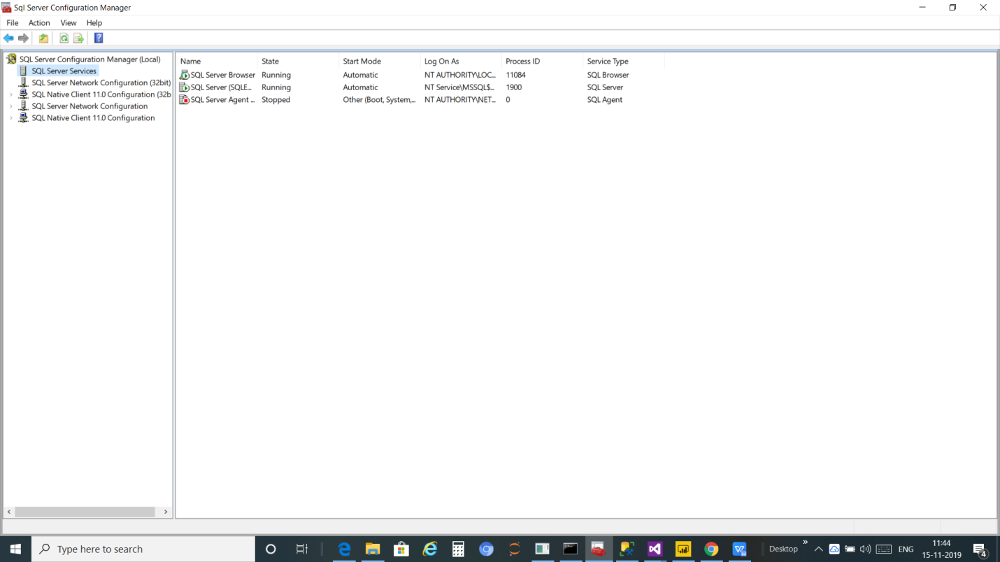 Sql Server Configuration Manager
File Action View Help
SQL Server Configuration Manager (Local)
SQL Server Services
SQL Server Network Configuration (32bit)
SQL Native Client 11.0 Configuration (32b
SQL Server Network Configuration
SQL Native Client 11.0 Configuration
Name State Start Mode Log On As Process ID Service Type
SQL Server Browser Running Automatic NT AUTHORITY\LOC... 11084 SQL Browser
SQL Server (SQLE... Running Automatic NT Service\MSSQL$... 1900 SQL Server
SQL Server Agent ... Stopped Other (Boot, System,... NT AUTHORITY\NET... 0 SQL Agent
Type here to search
Desktop
ENG
11:44
15-11-2019
4